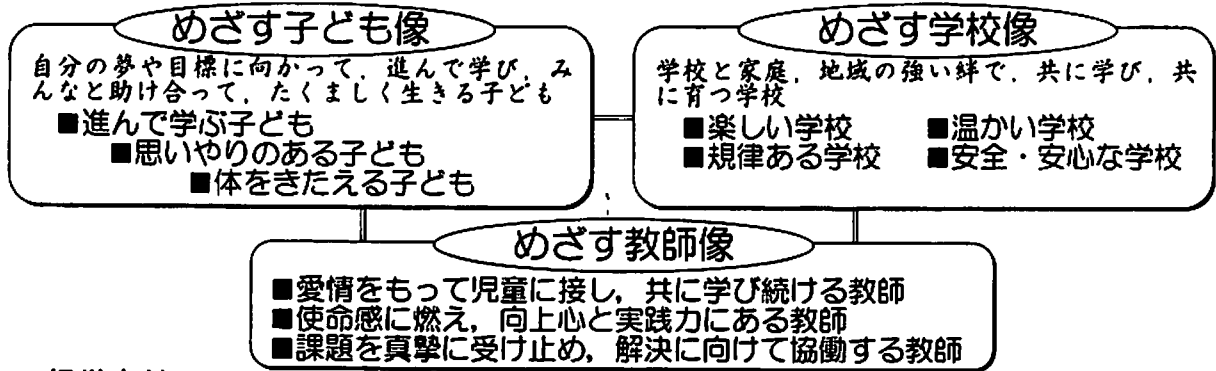 めざす子ども像
自分の夢や目標に向かって，進んで学び，み
んなと助け合って，たくましく生きる子ども
■進んで学ぶ子ども
■思いやりのある子ども
■体をきたえる子ども
めざす学校像
学校と家庭，地域の強い絆で，共に学び，共
に育つ学校
■楽しい学校　■温かい学校
■規律ある学校　■安全・安心な学校
めざす教師像
■愛情をもって児童に接し，共に学び続ける教師
■使命感に燃え，向上心と実践力にある教師
■課題を真摯に受け止め，解決に向けて協働する教師